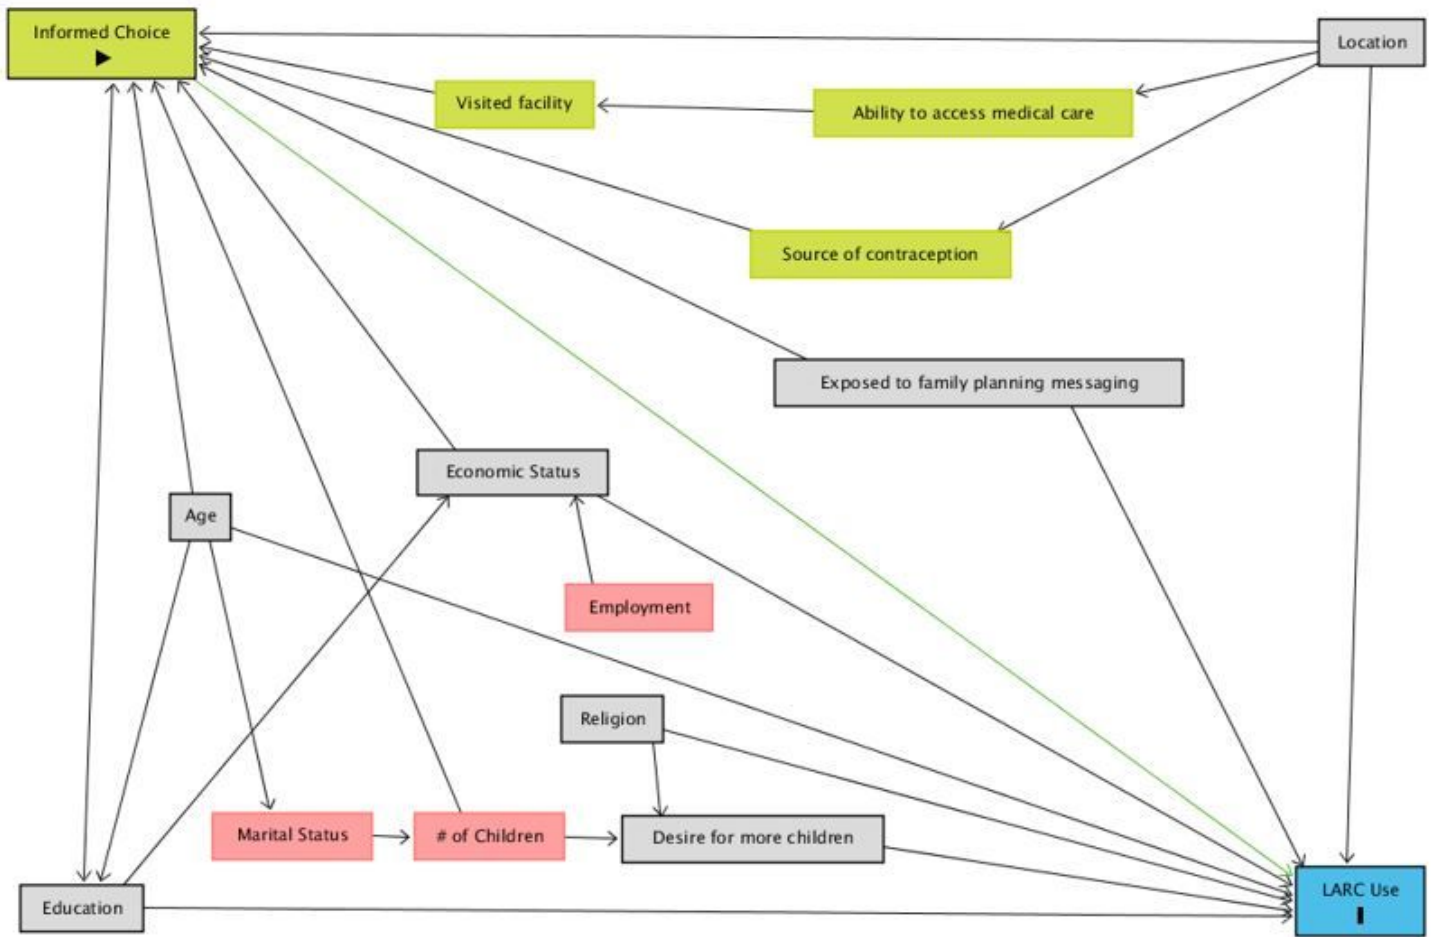 Informed Choice
Location
Visited facility
Ability to access medical care
Source of contraception
Exposed to family planning messaging
Economic Status
Age
Employment
Religion
Marital Status
# of Children
Desire for more children
Education
LARC Use